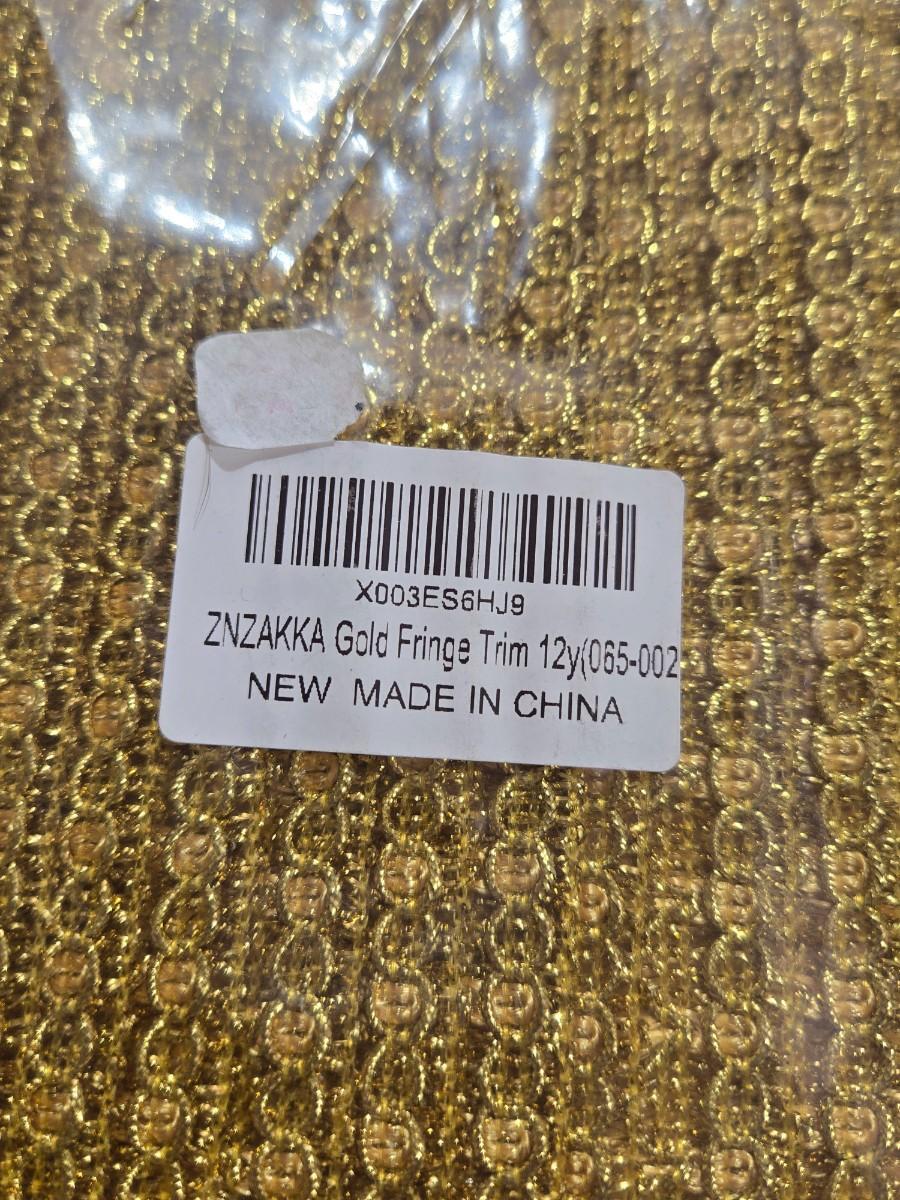 X003ES6HJ9
ZNZAKKA Gold Fringe Trim 12y(065-002
NEW MADE IN CHINA